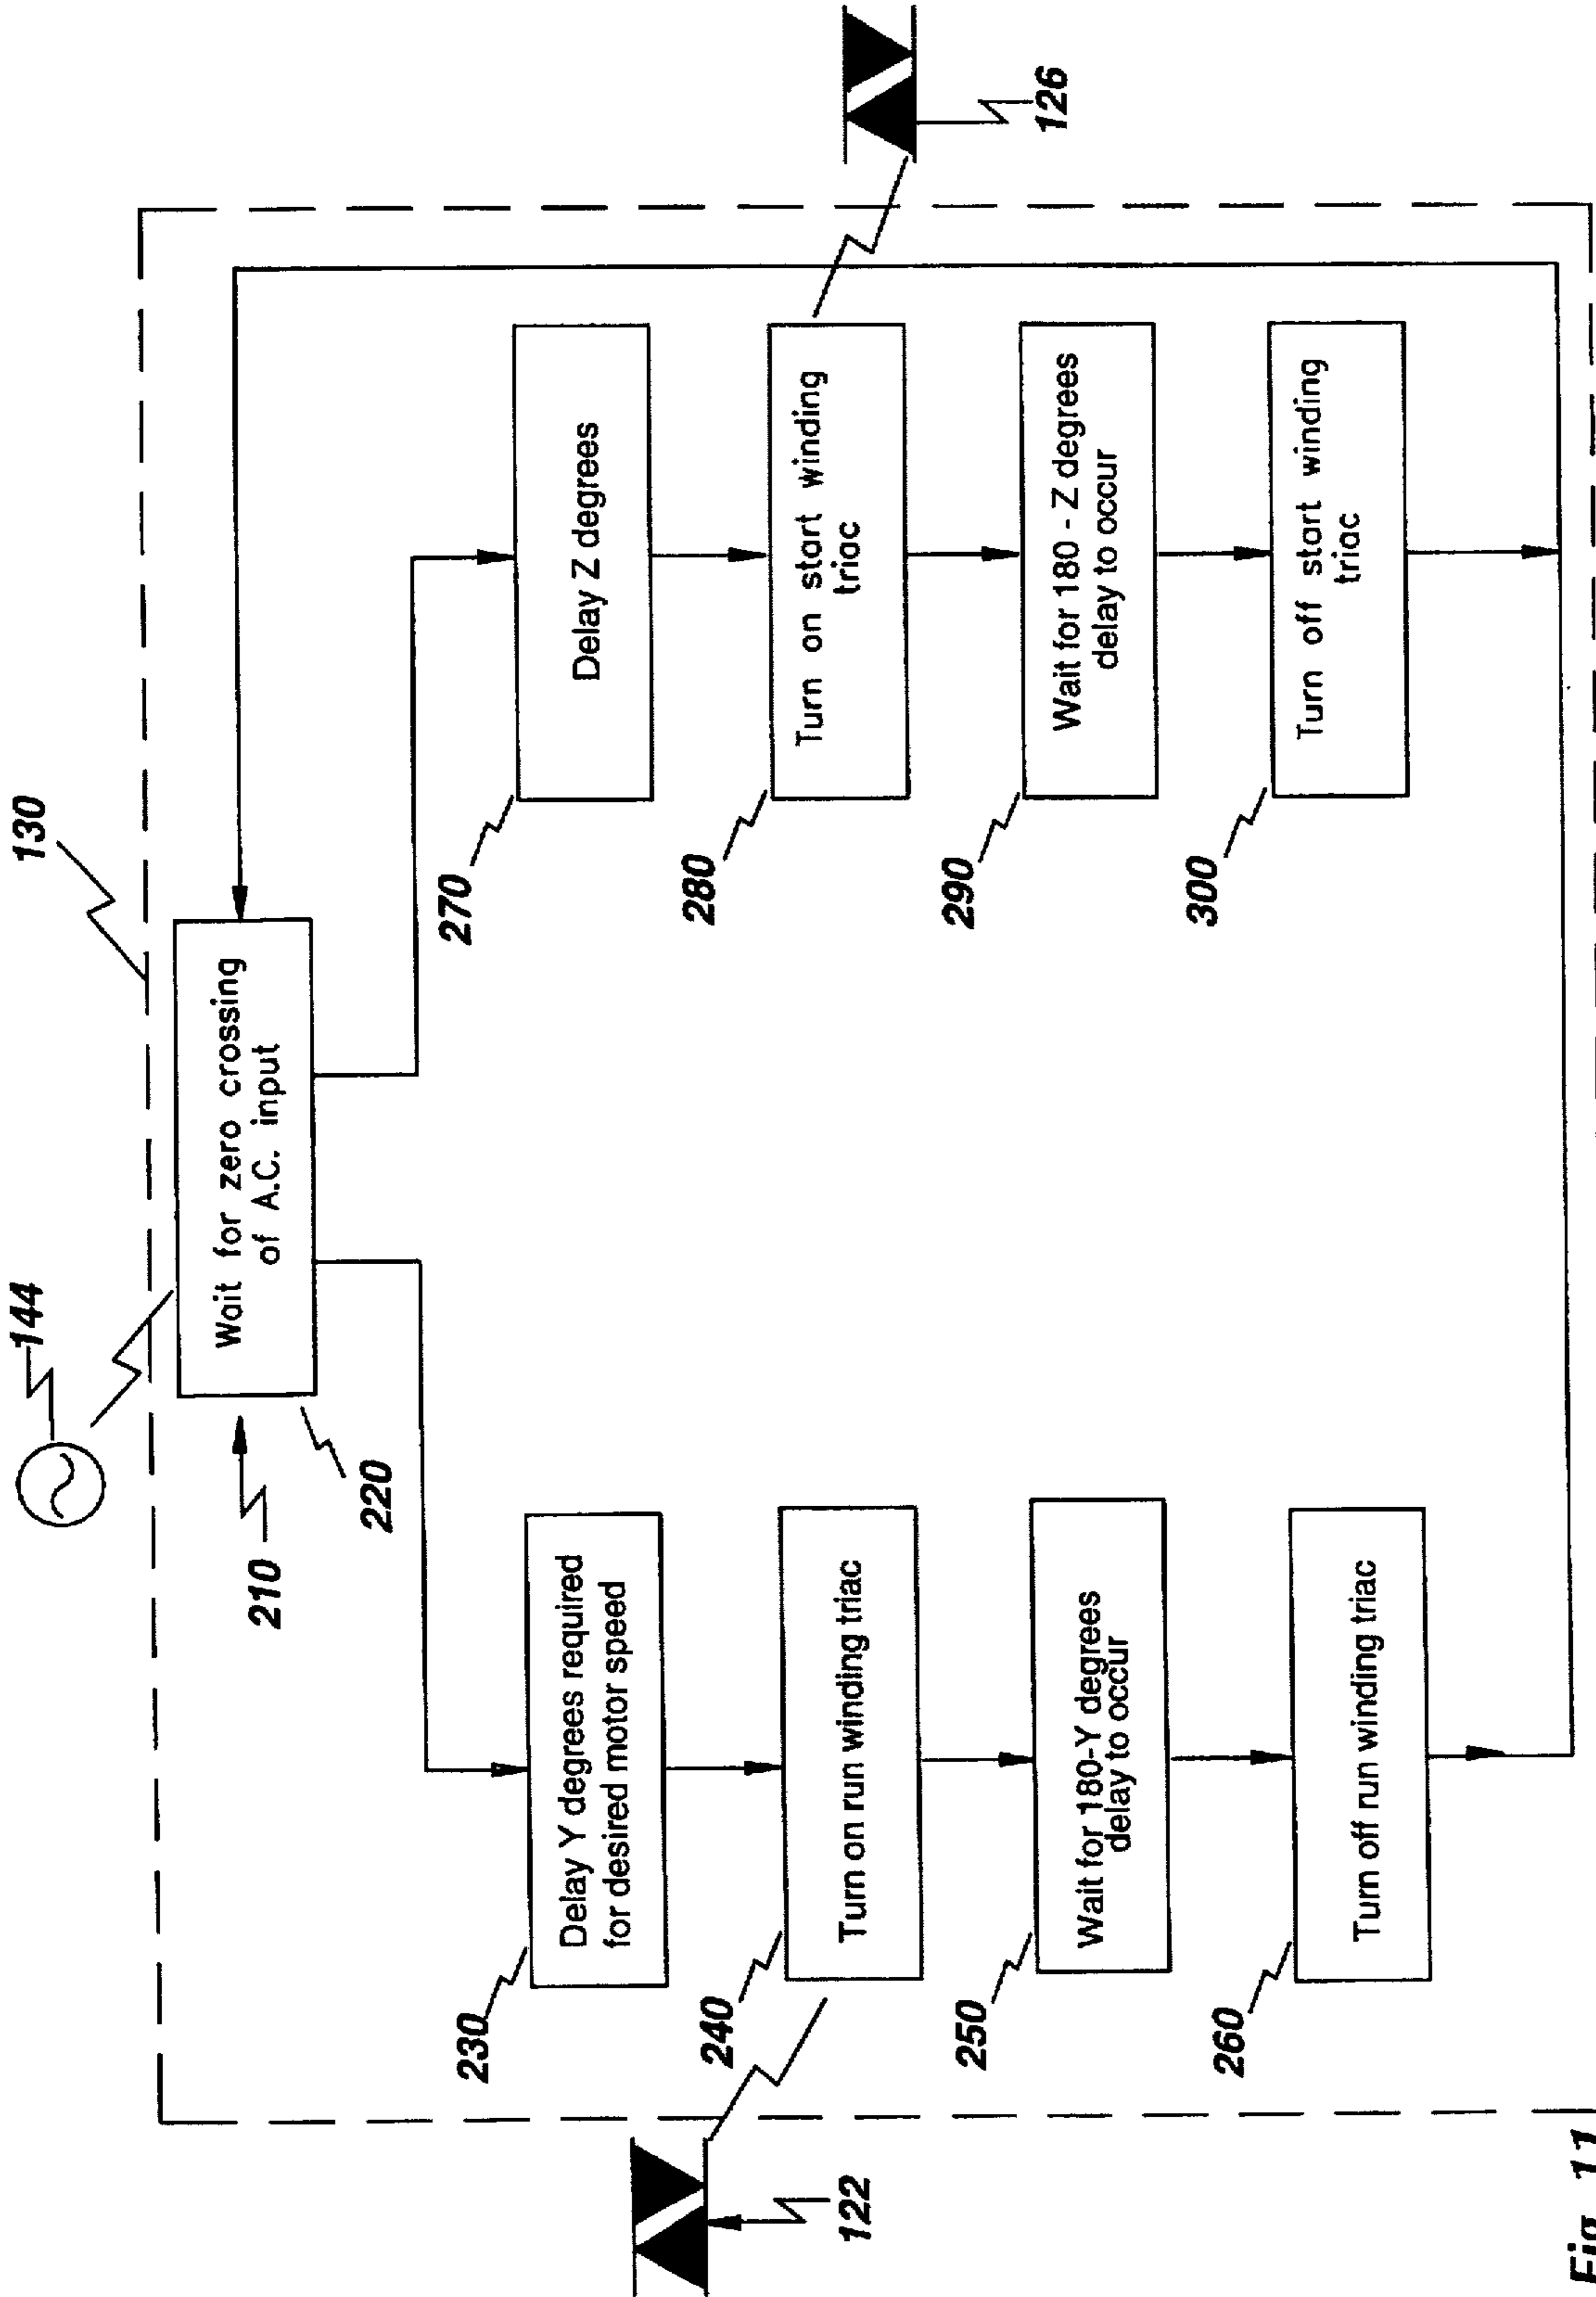 144
130
210
220
Wait for zero crossing
of A.C. input
230
Delay Y degrees required
for desired motor speed
122
240
Turn on run winding triac
250
Wait for 180-Y degrees
delay to occur
260
Turn off run winding triac
270
Delay Z degrees
126
280
Turn on start winding
triac
290
Wait for 180 - Z degrees
delay to occur
300
Turn off start winding
triac
Fig. 11